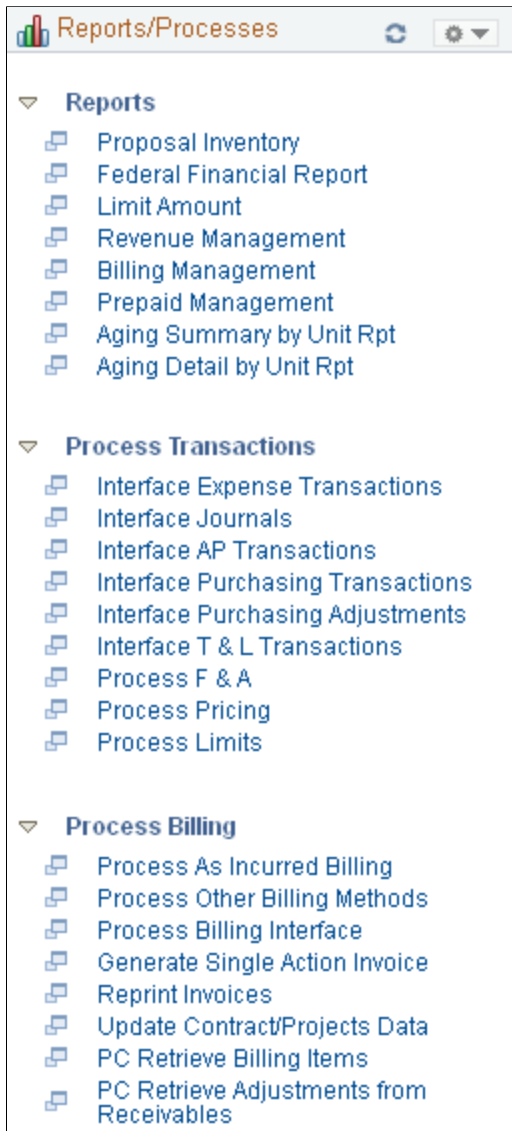 Reports/Processes
Reports
Proposal Inventory
Federal Financial Report
Limit Amount
Revenue Management
Billing Management
Prepaid Management
Aging Summary by Unit Rpt
Aging Detail by Unit Rpt
Process Transactions
Interface Expense Transactions
Interface Journals
Interface AP Transactions
Interface Purchasing Transactions
Interface Purchasing Adjustments
Interface T & L Transactions
Process F & A
Process Pricing
Process Limits
Process Billing
Process As Incurred Billing
Process Other Billing Methods
Process Billing Interface
Generate Single Action Invoice
Reprint Invoices
Update Contract/Projects Data
PC Retrieve Billing Items
PC Retrieve Adjustments from
Receivables